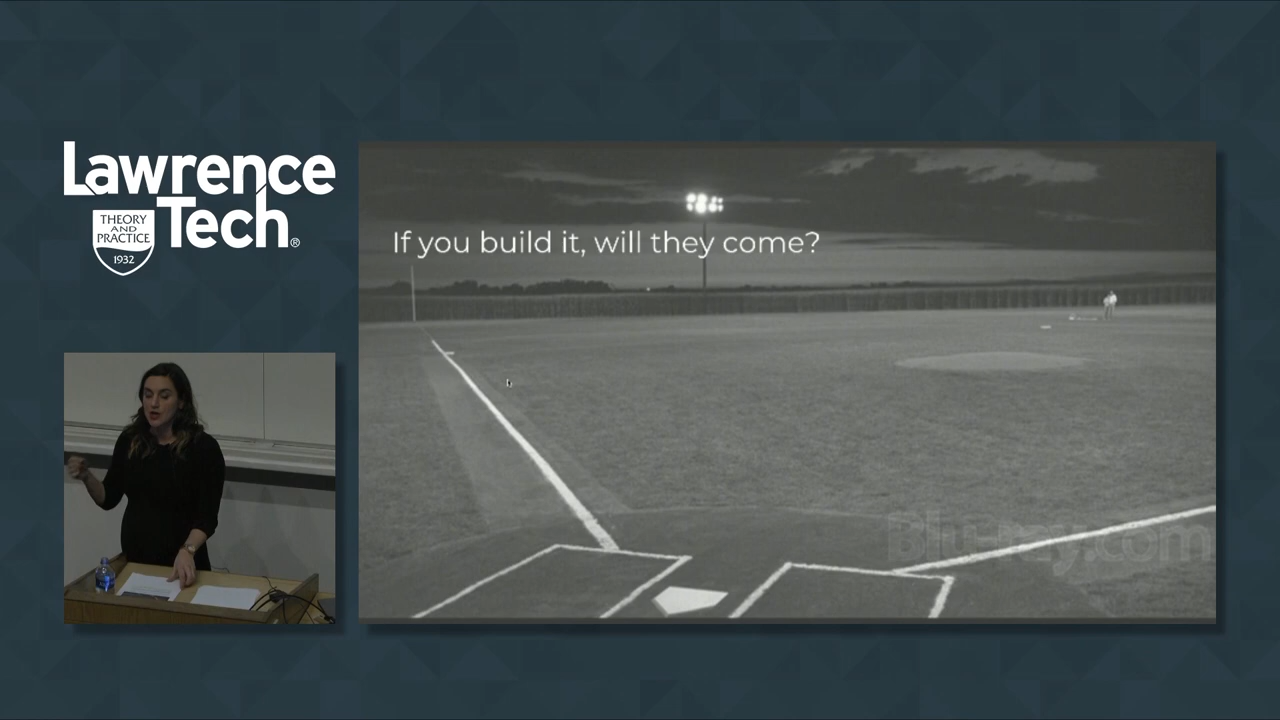 Lawrence
Tech®
THEORY
AND
PRACTICE
1932
If you build it, will they come?
Blu-ray.com